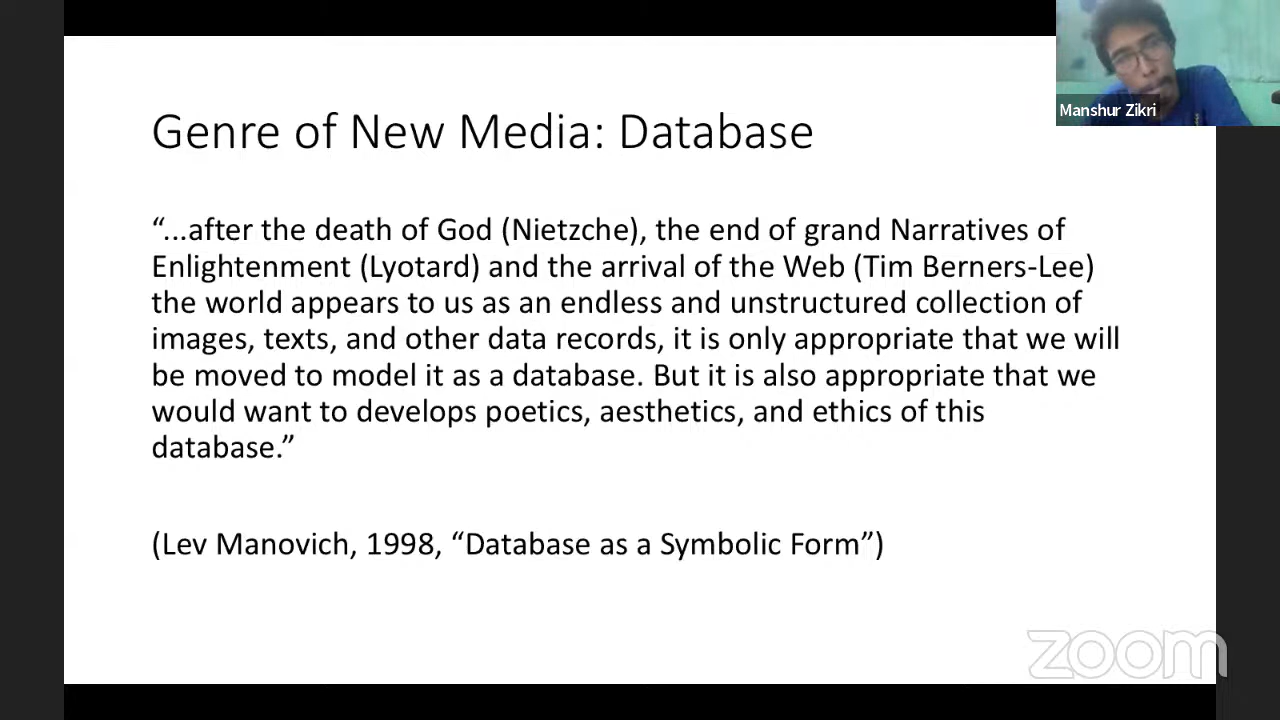 Manshur Zikri
Genre of New Media: Database
“...after the death of God (Nietzche), the end of grand Narratives of
Enlightenment (Lyotard) and the arrival of the Web (Tim Berners-Lee)
the world appears to us as an endless and unstructured collection of
images, texts, and other data records, it is only appropriate that we will
be moved to model it as a database. But it is also appropriate that we
would want to develops poetics, aesthetics, and ethics of this
database.”
(Lev Manovich, 1998, “Database as a Symbolic Form”)
zoom